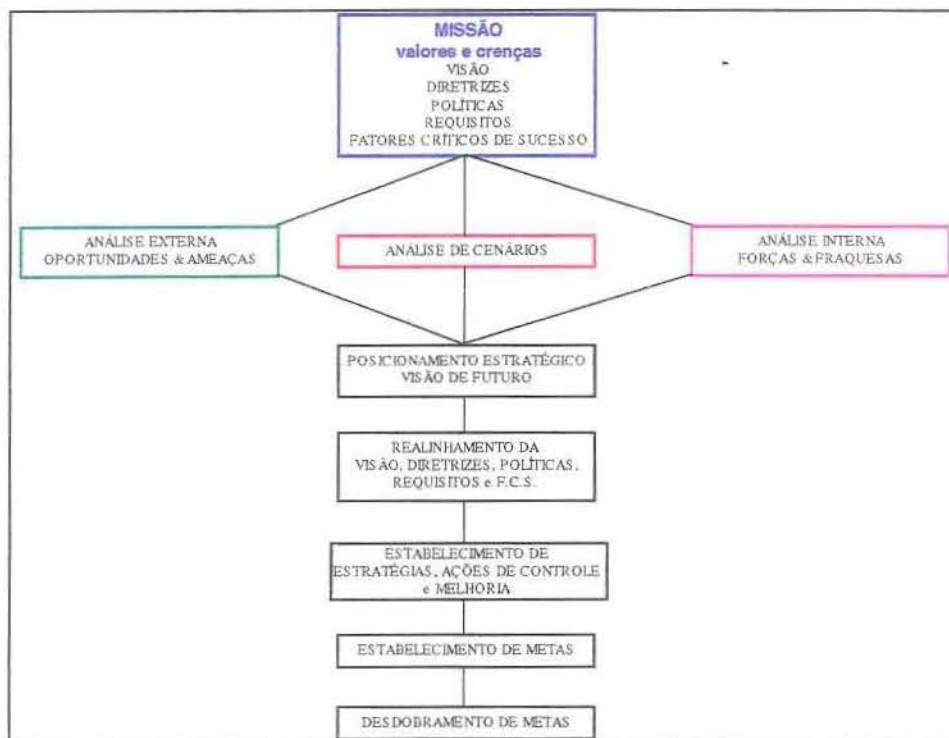 MISSÃO
valores e crenças
VISÃO
DIRETRIZES
POLÍTICAS
REQUISITOS
FATORES CRÍTICOS DE SUCESSO
ANÁLISE EXTERNA
OPORTUNIDADES & AMEAÇAS
ANÁLISE DE CENÁRIOS
ANÁLISE INTERNA
FORÇAS & FRAQUESAS
POSICIONAMENTO ESTRATÉGICO
VISÃO DE FUTURO
REALINHAMENTO DA
VISÃO, DIRETRIZES, POLÍTICAS,
REQUISITOS e F.C.S.
ESTABELECIMENTO DE
ESTRATÉGIAS, AÇÕES DE CONTROLE
e MELHORIA
ESTABELECIMENTO DE METAS
DESDOBRAMENTO DE METAS